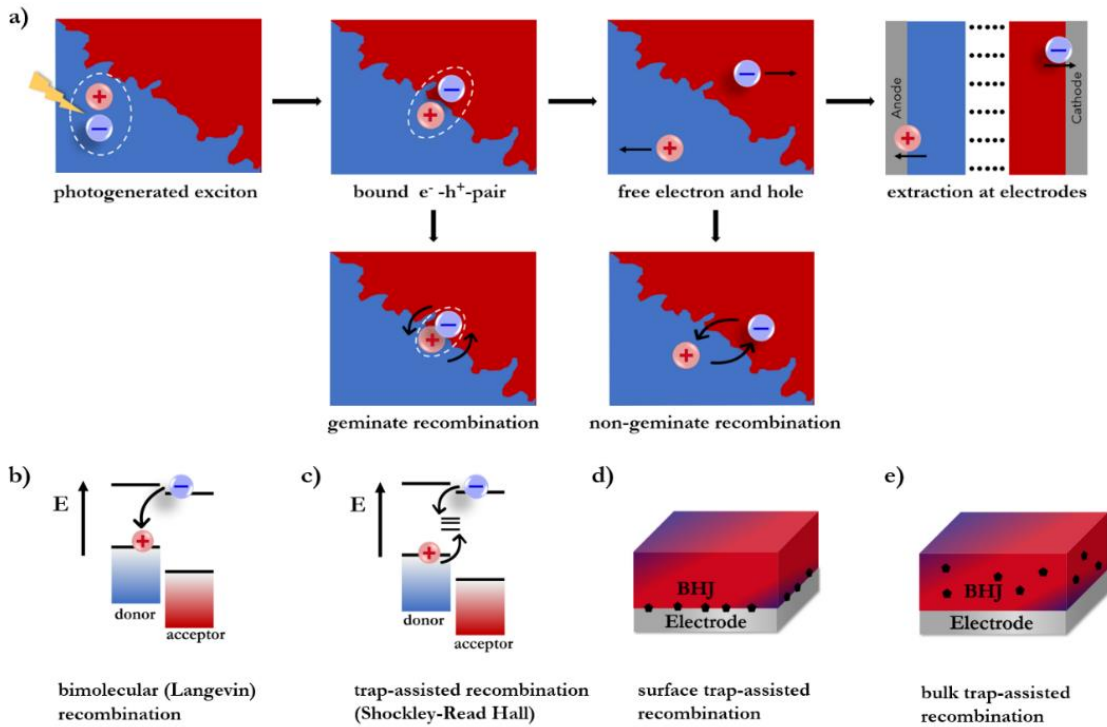 a)
photogenerated exciton
bound e⁻ -h⁺-pair
free electron and hole
Anode
Cathode
extraction at electrodes
geminate recombination
non-geminate recombination
b)
E
donor
acceptor
bimolecular (Langevin)
recombination
c)
E
donor
acceptor
trap-assisted recombination
(Shockley-Read Hall)
d)
BHJ
Electrode
surface trap-assisted
recombination
e)
BHJ
Electrode
bulk trap-assisted
recombination